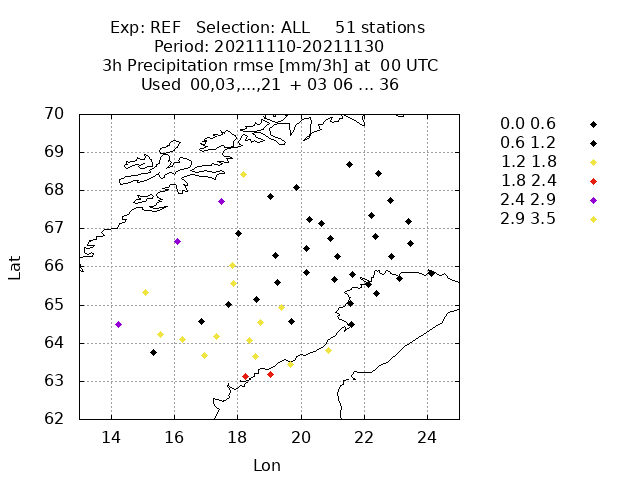 Exp: REF Selection: ALL 51 stations
Period: 20211110-20211130
3h Precipitation rmse [mm/3h] at 00 UTC
Used 00,03,...,21 + 03 06 ... 36
70
69
68
67
66
65
64
63
62
14 16 18 20 22 24
Lat
Lon
0.0 0.6
0.6 1.2
1.2 1.8
1.8 2.4
2.4 2.9
2.9 3.5